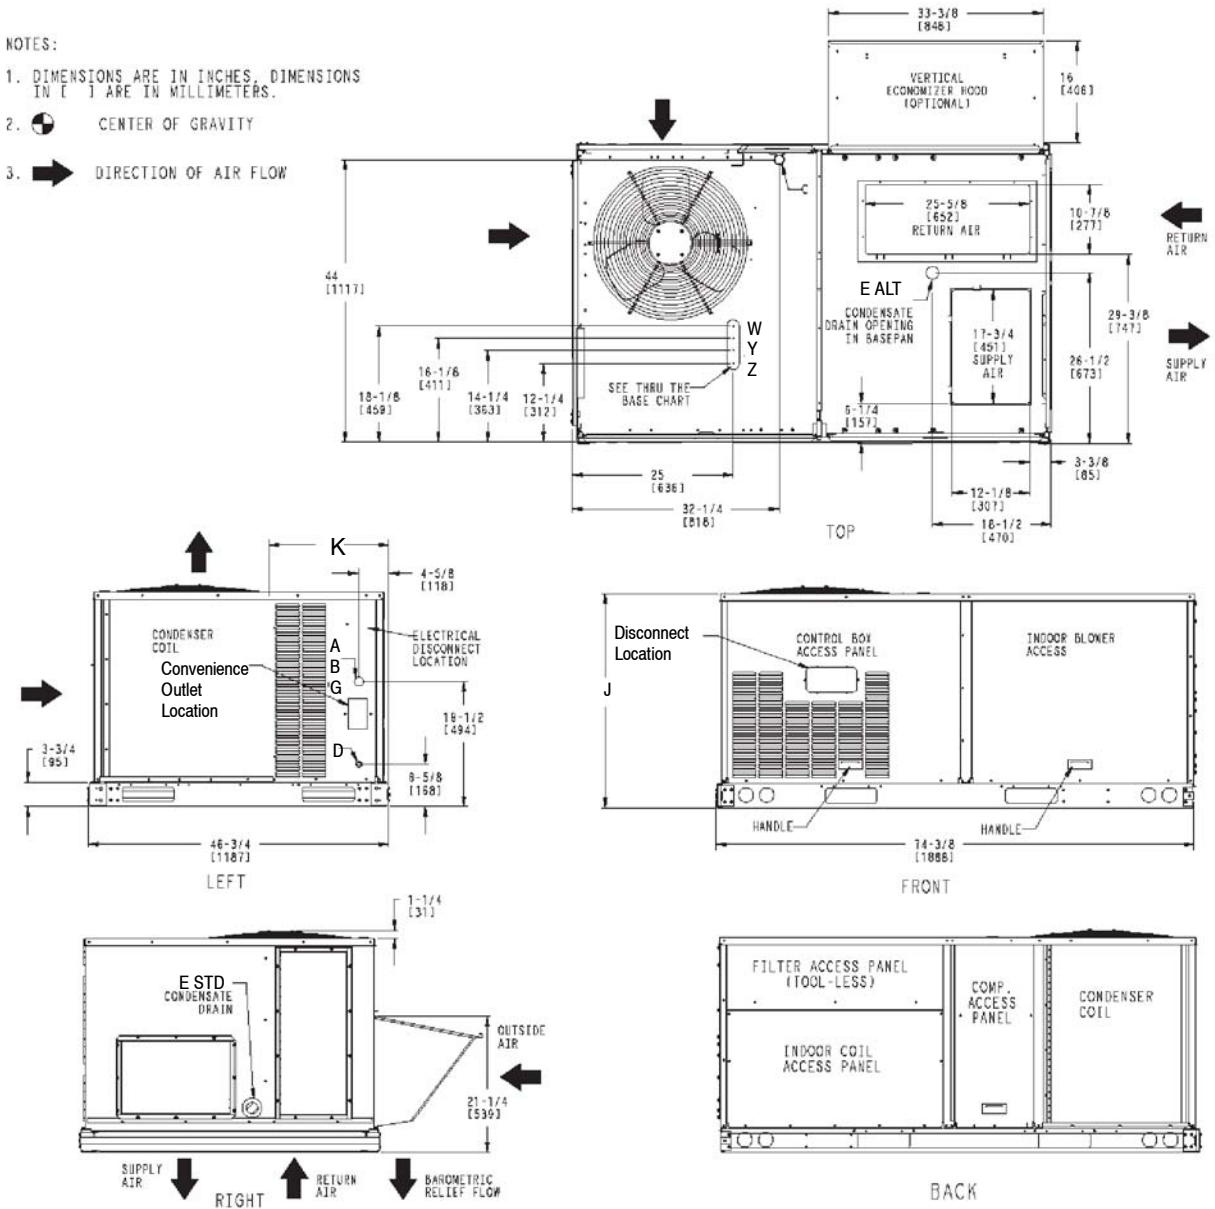 NOTES:
1. DIMENSIONS ARE IN INCHES, DIMENSIONS
IN [ ] ARE IN MILLIMETERS.
2. CENTER OF GRAVITY
3. DIRECTION OF AIR FLOW
33-3/8
[848]
VERTICAL
ECONOMIZER HOOD
(OPTIONAL)
16
[406]
C
25-5/8
[652]
RETURN AIR
10-7/8
[277]
RETURN
AIR
44
[1117]
E ALT
CONDENSATE
DRAIN OPENING
IN BASEPAN
17-3/4
[451]
SUPPLY
AIR
29-3/8
[747]
26-1/2
[673]
SUPPLY
AIR
W
Y
Z
SEE THRU THE
BASE CHART
16-1/8
[411]
18-1/8
[459]
14-1/4
[363]
12-1/4
[312]
6-1/4
[157]
3-3/8
[85]
25
[636]
12-1/8
[307]
32-1/4
[818]
18-1/2
[470]
TOP
K
4-5/8
[118]
CONDENSER
COIL
Convenience
Outlet
Location
A
B
G
ELECTRICAL
DISCONNECT
LOCATION
D
19-1/2
[494]
3-3/4
[95]
6-5/8
[168]
46-3/4
[1187]
LEFT
J
Disconnect
Location
CONTROL BOX
ACCESS PANEL
INDOOR BLOWER
ACCESS
HANDLE
HANDLE
74-3/8
[1888]
FRONT
1-1/4
[31]
E STD
CONDENSATE
DRAIN
OUTSIDE
AIR
21-1/4
[539]
SUPPLY
AIR
RETURN
AIR
BAROMETRIC
RELIEF FLOW
RIGHT
FILTER ACCESS PANEL
(TOOL-LESS)
INDOOR COIL
ACCESS PANEL
COMP.
ACCESS
PANEL
CONDENSER
COIL
BACK